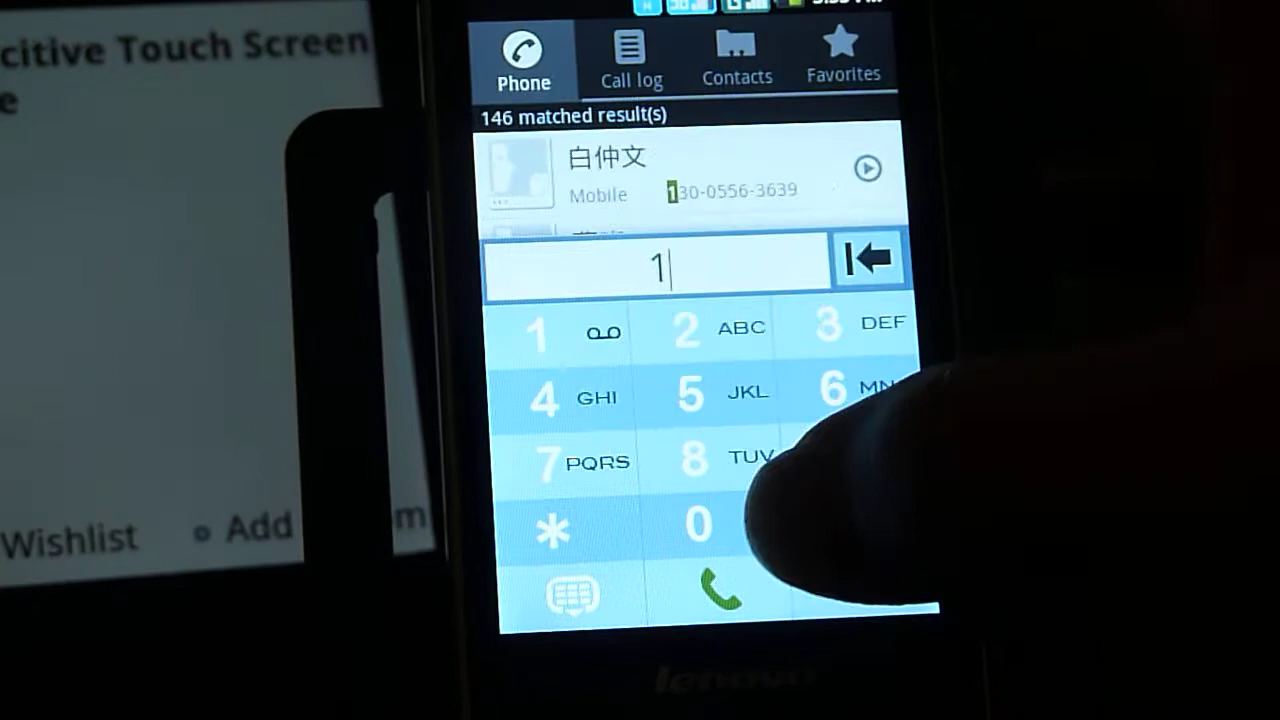 citive Touch Screen
e
Wishlist
Add
m
Phone
Call log
Contacts
Favorites
146 matched result(s)
白仲文
Mobile 130-0556-3639
1
1
2 ABC
3 DEF
4 GHI
5 JKL
6 MN
7 PQRS
8 TUV
*
0
lenovo